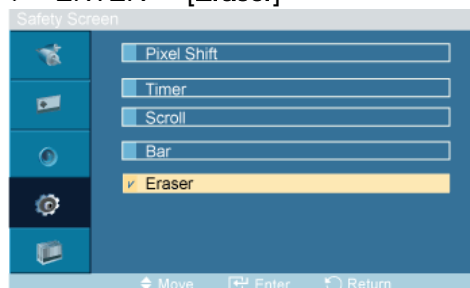 Safety Screen
Pixel Shift
Timer
Scroll
Bar
Eraser
Move Enter Return